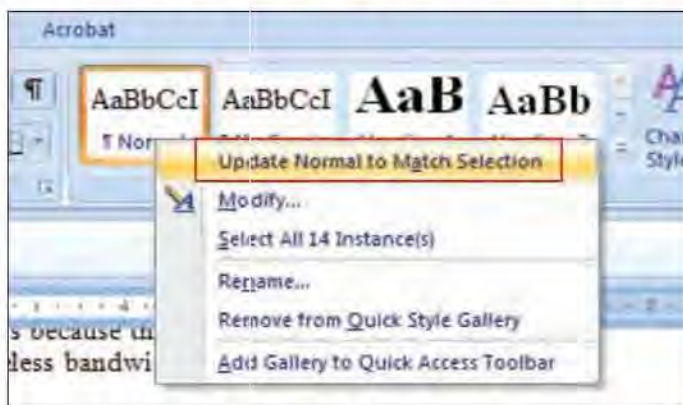 Acrobat
¶ AaBbCcI AaBbCcI AaB AaBb
¶ Nor
Update Normal to Match Selection
Modify...
Select All 14 Instance(s)
Rename...
Remove from Quick Style Gallery
Add Gallery to Quick Access Toolbar
s because th
less bandwi